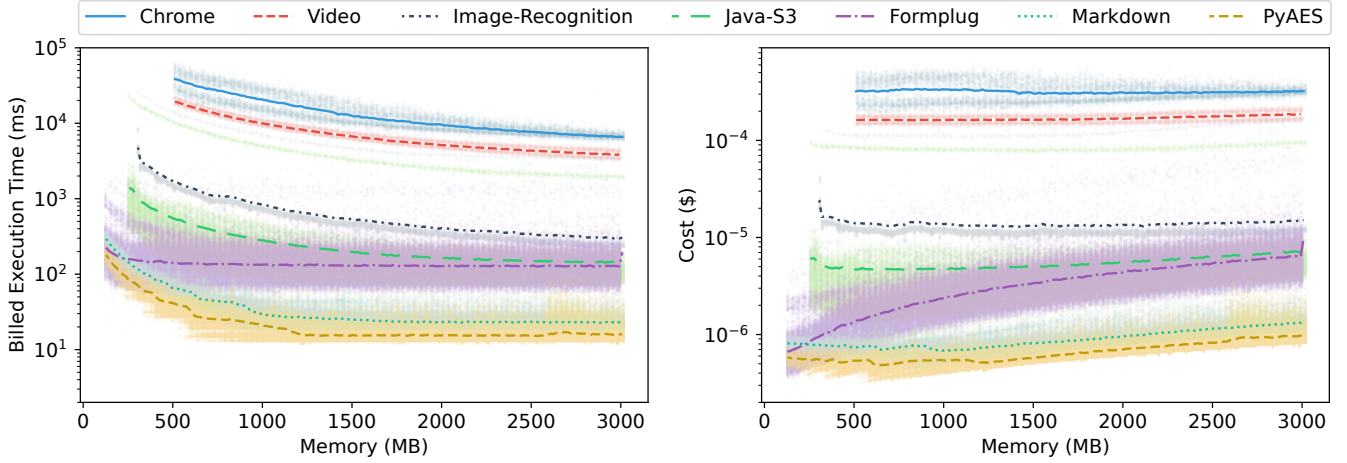 Chrome Video Image-Recognition Java-S3 Formplug Markdown PyAES
Billed Execution Time (ms)
10^5
10^4
10^3
10^2
10^1
0 500 1000 1500 2000 2500 3000
Memory (MB)
Cost ($)
10^-4
10^-5
10^-6
0 500 1000 1500 2000 2500 3000
Memory (MB)